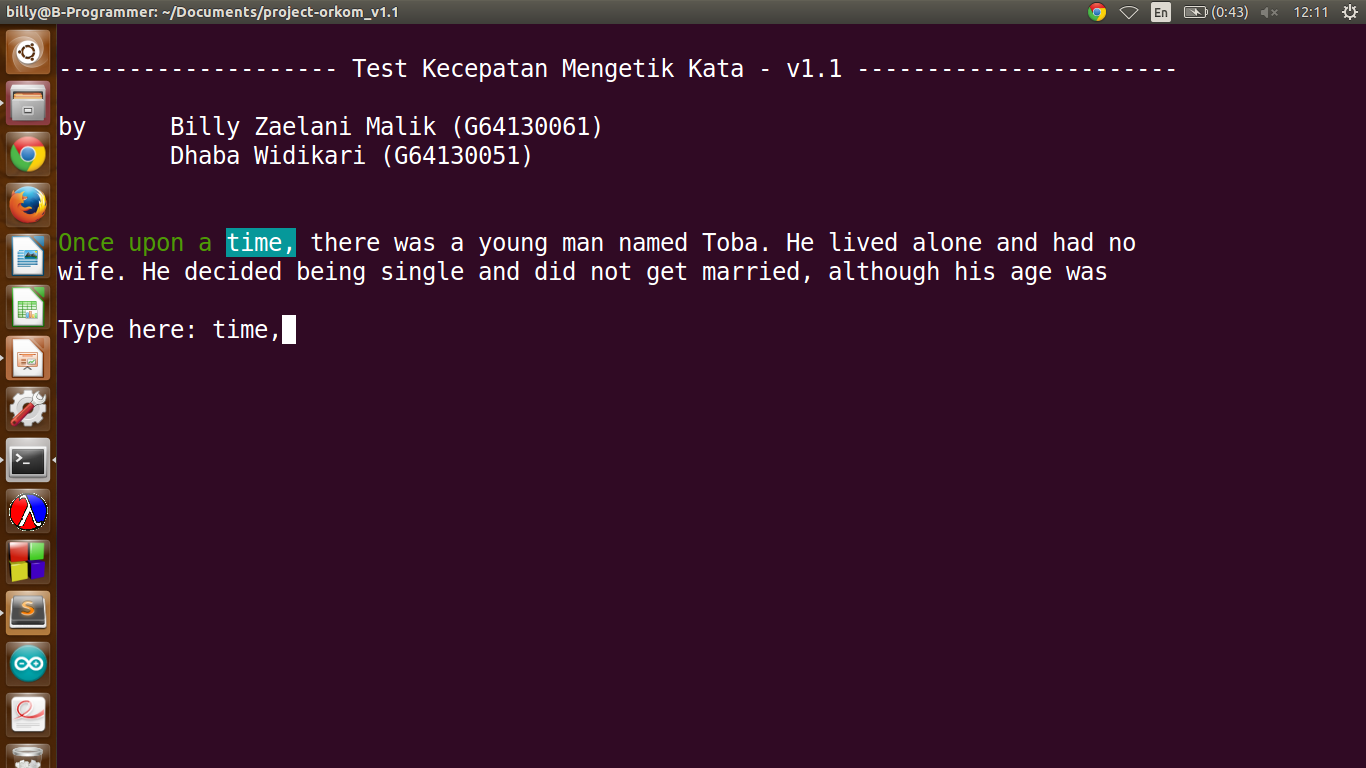 billy@B-Programmer: ~/Documents/project-orkom_v1.1
En
(0:43)
12:11
-------------------- Test Kecepatan Mengetik Kata - v1.1 -----------------------
by Billy Zaelani Malik (G64130061)
Dhaba Widikari (G64130051)
Once upon a time, there was a young man named Toba. He lived alone and had no
wife. He decided being single and did not get married, although his age was
Type here: time,